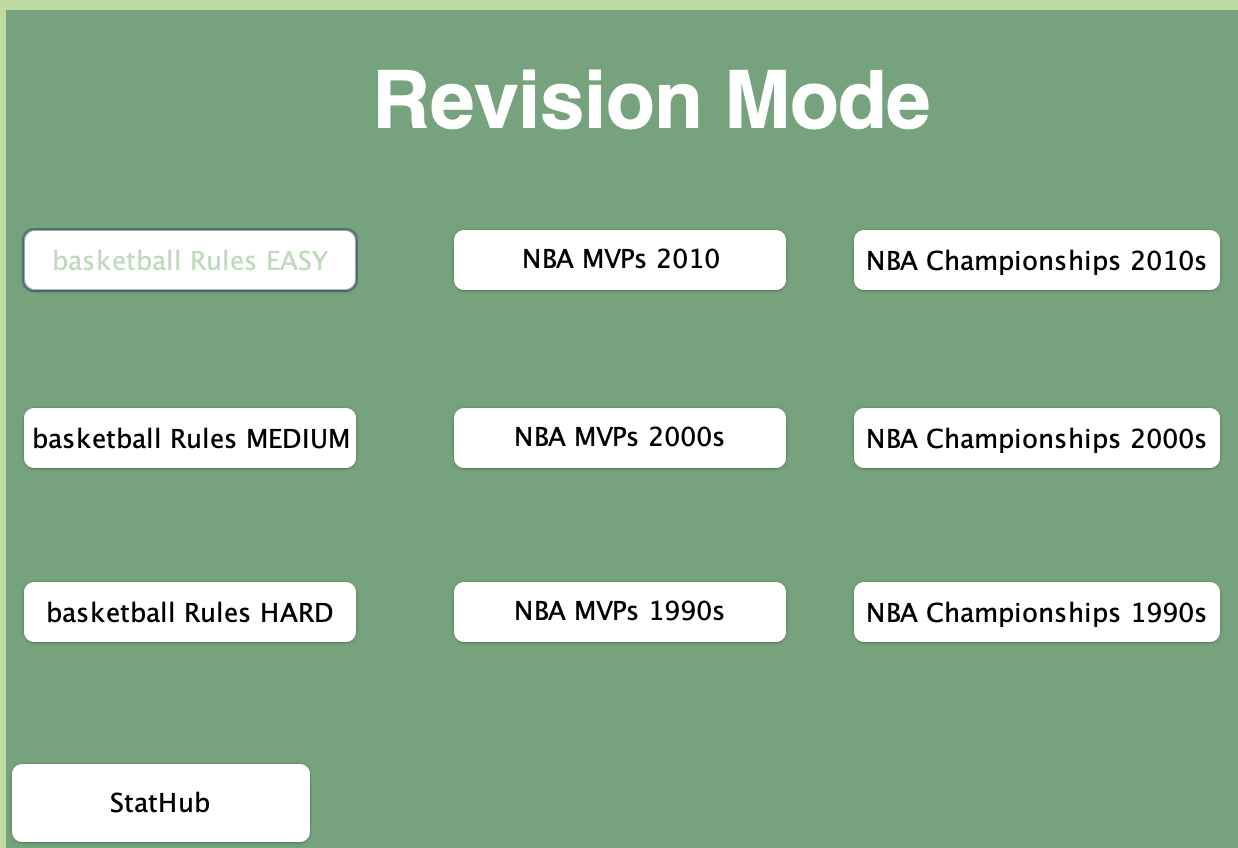 Revision Mode
basketball Rules EASY
NBA MVPs 2010
NBA Championships 2010s
basketball Rules MEDIUM
NBA MVPs 2000s
NBA Championships 2000s
basketball Rules HARD
NBA MVPs 1990s
NBA Championships 1990s
StatHub